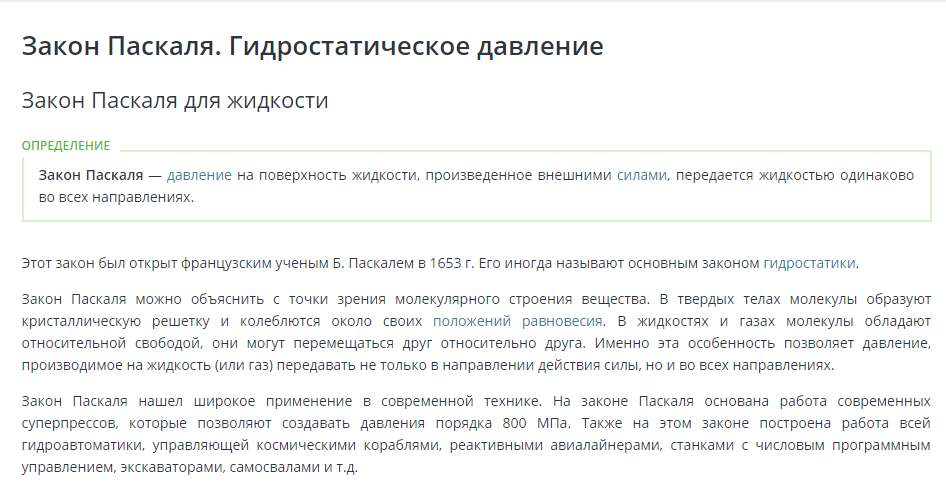 Закон Паскаля. Гидростатическое давление
Закон Паскаля для жидкости
ОПРЕДЕЛЕНИЕ
Закон Паскаля — давление на поверхность жидкости, произведенное внешними силами, передается жидкостью одинаково
во всех направлениях.
Этот закон был открыт французским ученым Б. Паскалем в 1653 г. Его иногда называют основным законом гидростатики.
Закон Паскаля можно объяснить с точки зрения молекулярного строения вещества. В твердых телах молекулы образуют
кристаллическую решетку и колеблются около своих положений равновесия. В жидкостях и газах молекулы обладают
относительной свободой, они могут перемещаться друг относительно друга. Именно эта особенность позволяет давление,
производимое на жидкость (или газ) передавать не только в направлении действия силы, но и во всех направлениях.
Закон Паскаля нашел широкое применение в современной технике. На законе Паскаля основана работа современных
суперпрессов, которые позволяют создавать давления порядка 800 МПа. Также на этом законе построена работа всей
гидроавтоматики, управляющей космическими кораблями, реактивными авиалайнерами, станками с числовым программным
управлением, экскаваторами, самосвалами и т.д.